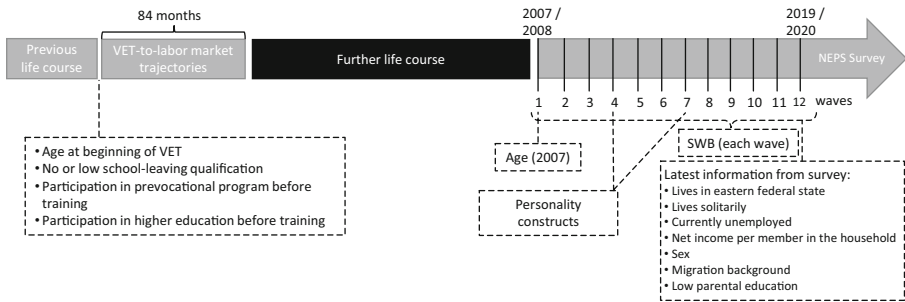 84 months
2007 /
2008
2019 /
2020
Previous
life course
VET-to-labor market
trajectories
Further life course
NEPS Survey
1 2 3 4 5 6 7 8 9 10 11 12 waves
• Age at beginning of VET
• No or low school-leaving qualification
• Participation in prevocational program before
training
• Participation in higher education before training
Age (2007)
SWB (each wave)
Personality
constructs
Latest information from survey:
• Lives in eastern federal state
• Lives solitarily
• Currently unemployed
• Net income per member in the household
• Sex
• Migration background
• Low parental education